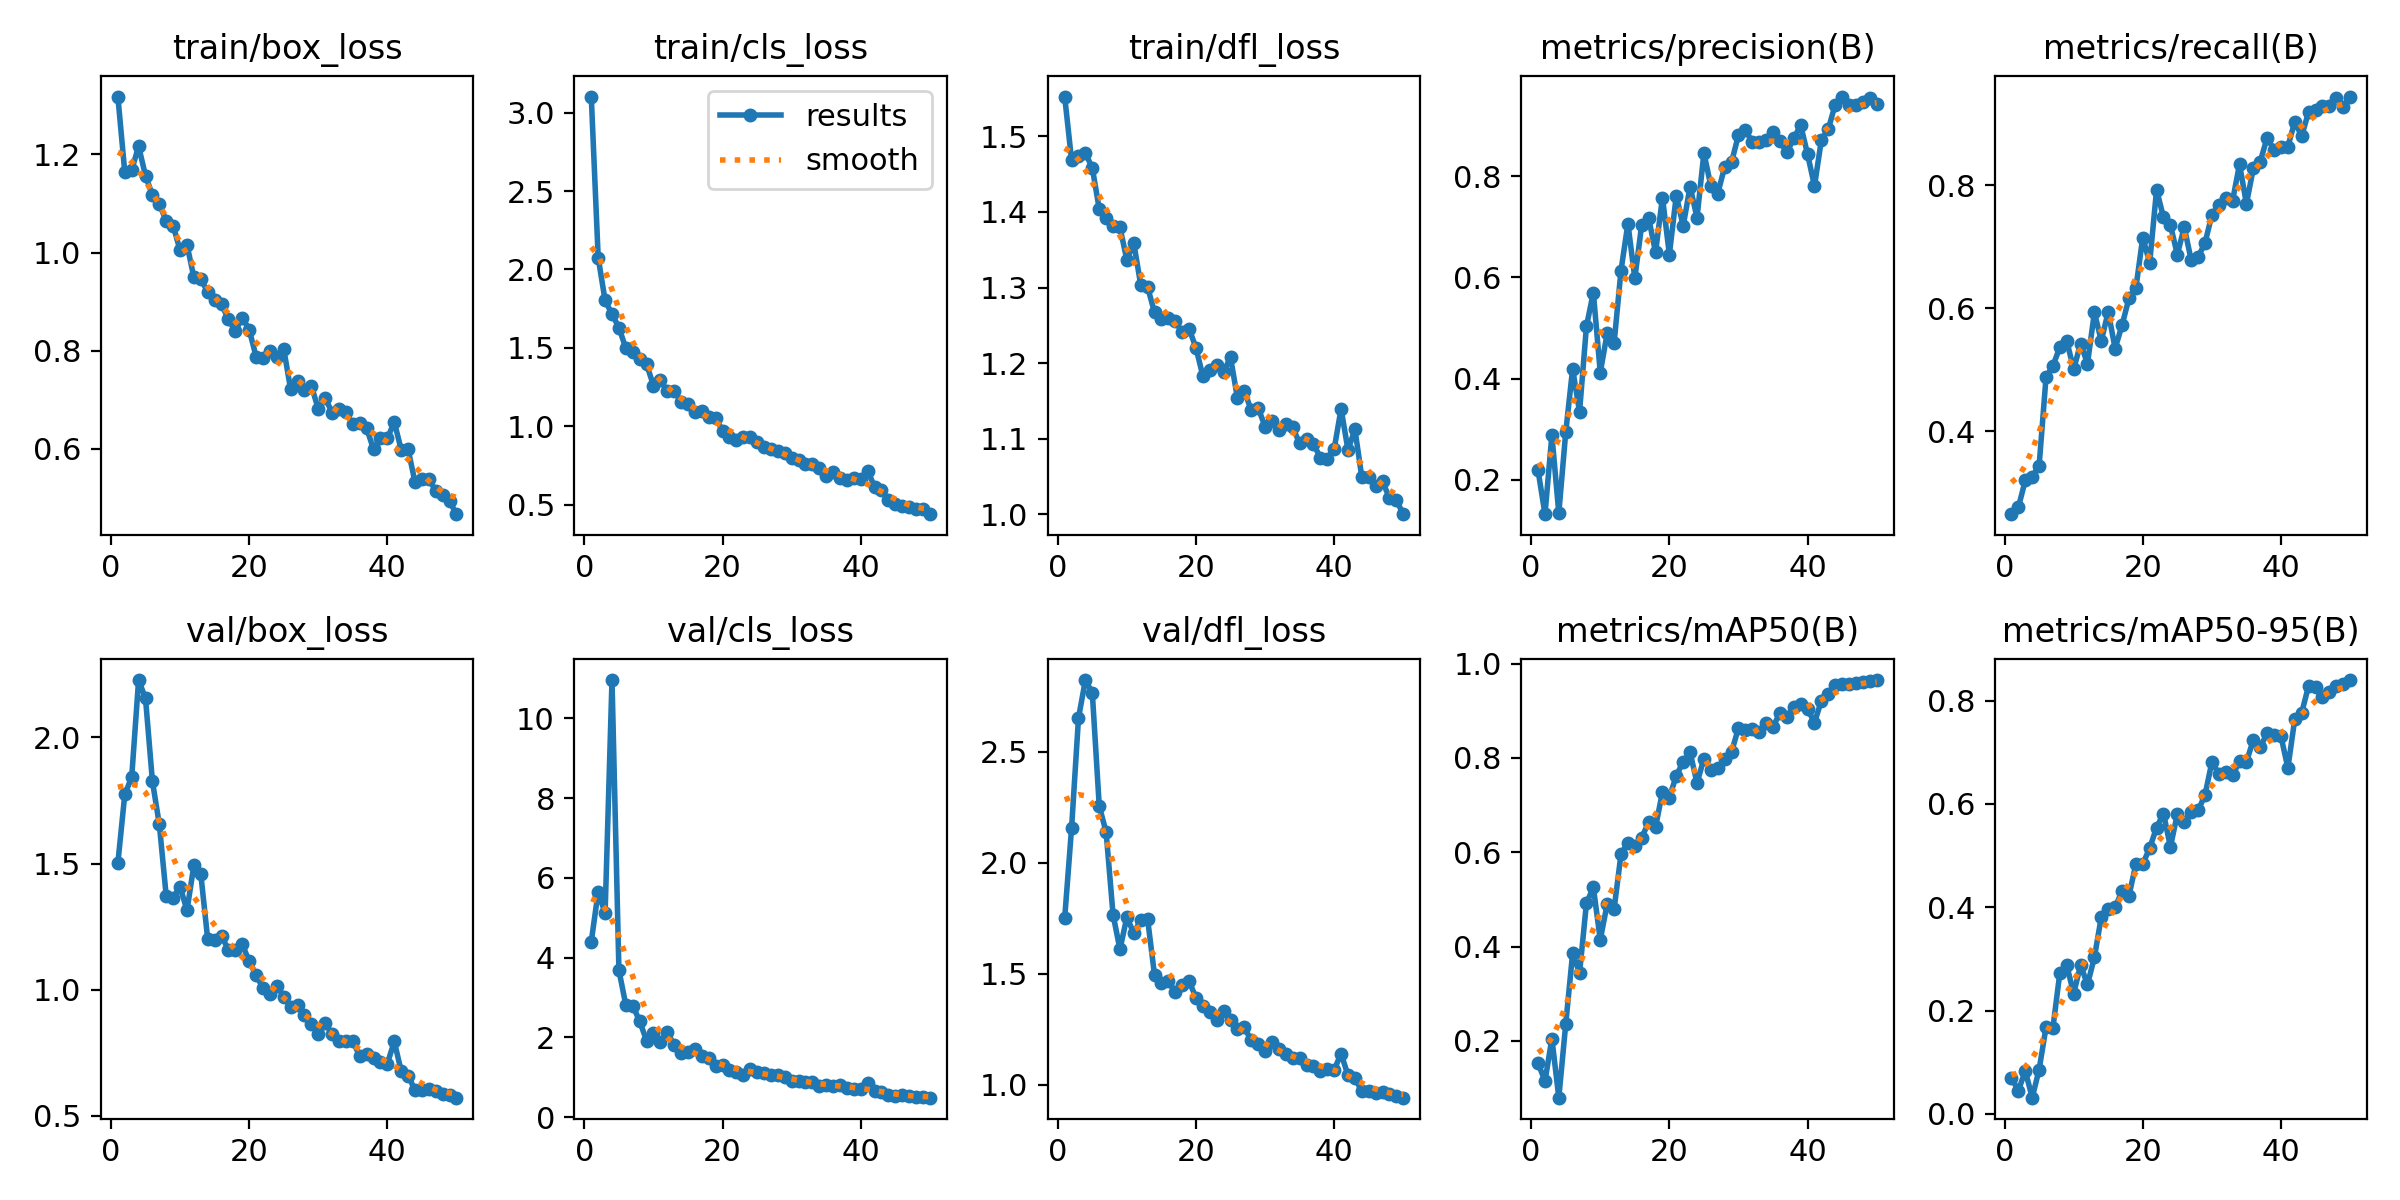 train/box_loss
1.2
1.0
0.8
0.6
0 20 40
train/cls_loss
results
smooth
3.0
2.5
2.0
1.5
1.0
0.5
0 20 40
train/dfl_loss
1.5
1.4
1.3
1.2
1.1
1.0
0 20 40
metrics/precision(B)
0.8
0.6
0.4
0.2
0 20 40
metrics/recall(B)
0.8
0.6
0.4
0 20 40
val/box_loss
2.0
1.5
1.0
0.5
0 20 40
val/cls_loss
10
8
6
4
2
0
0 20 40
val/dfl_loss
2.5
2.0
1.5
1.0
0 20 40
metrics/mAP50(B)
1.0
0.8
0.6
0.4
0.2
0 20 40
metrics/mAP50-95(B)
0.8
0.6
0.4
0.2
0.0
0 20 40